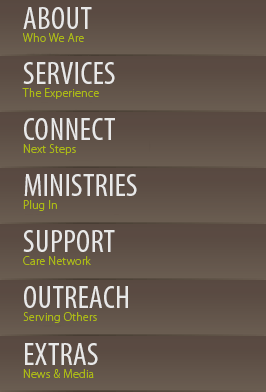 ABOUT
Who We Are
SERVICES
The Experience
CONNECT
Next Steps
MINISTRIES
Plug In
SUPPORT
Care Network
OUTREACH
Serving Others
EXTRAS
News & Media